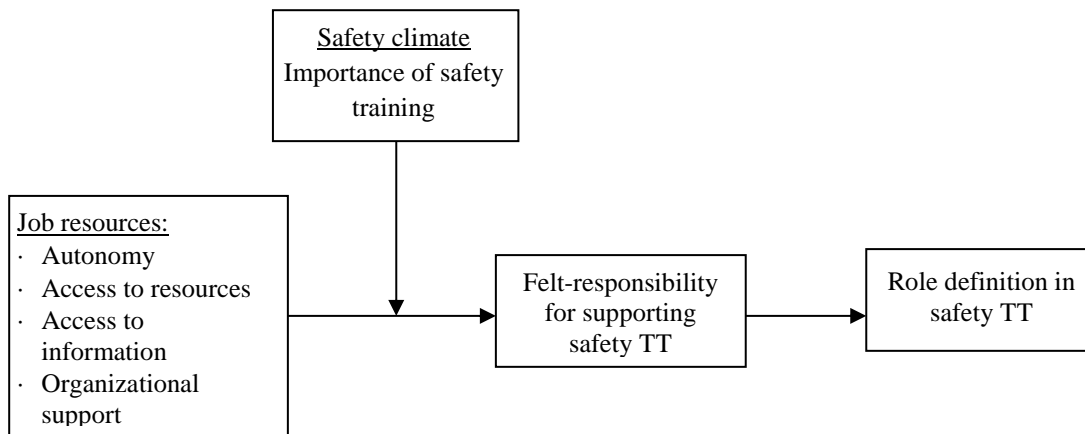 Safety climate
Importance of safety
training
Job resources:
· Autonomy
· Access to resources
· Access to
information
· Organizational
support
Felt-responsibility
for supporting
safety TT
Role definition in
safety TT